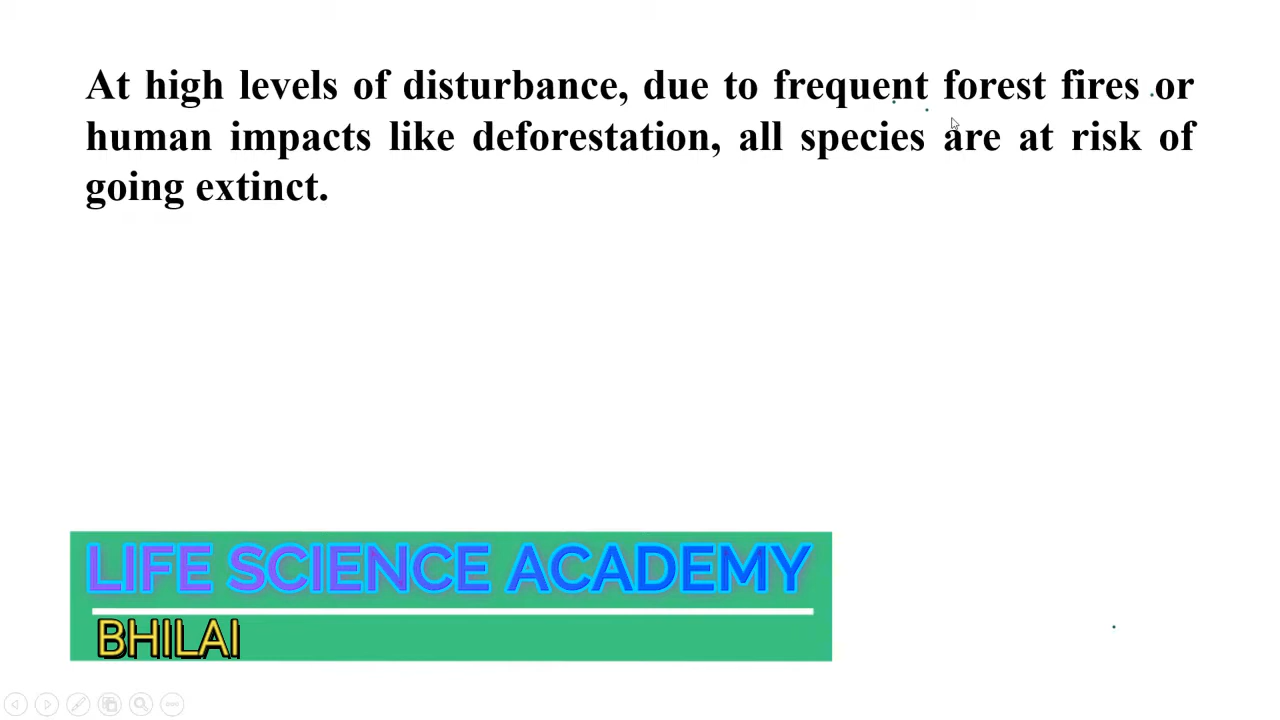 At high levels of disturbance, due to frequent forest fires or
human impacts like deforestation, all species are at risk of
going extinct.
LIFE SCIENCE ACADEMY
BHILAI